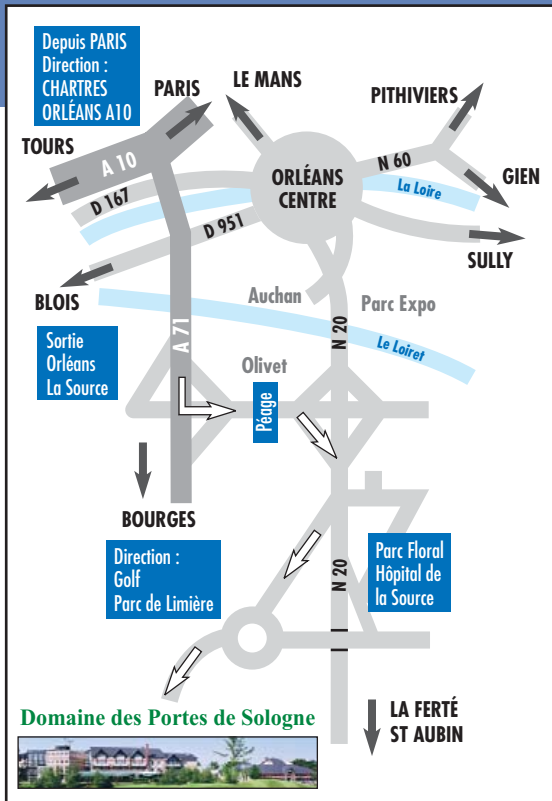 Depuis PARIS
Direction :
CHARTRES
ORLÉANS A10
PARIS
LE MANS
PITHIVIERS
TOURS
A 10
N 60
ORLÉANS
CENTRE
GIEN
La Loire
D 167
D 951
SULLY
BLOIS
Auchan
Parc Expo
Sortie
Orléans
La Source
A 71
N 20
Le Loiret
Olivet
Péage
BOURGES
Direction :
Golf
Parc de Limière
N 20
Parc Floral
Hôpital de
la Source
Domaine des Portes de Sologne
LA FERTÉ
ST AUBIN